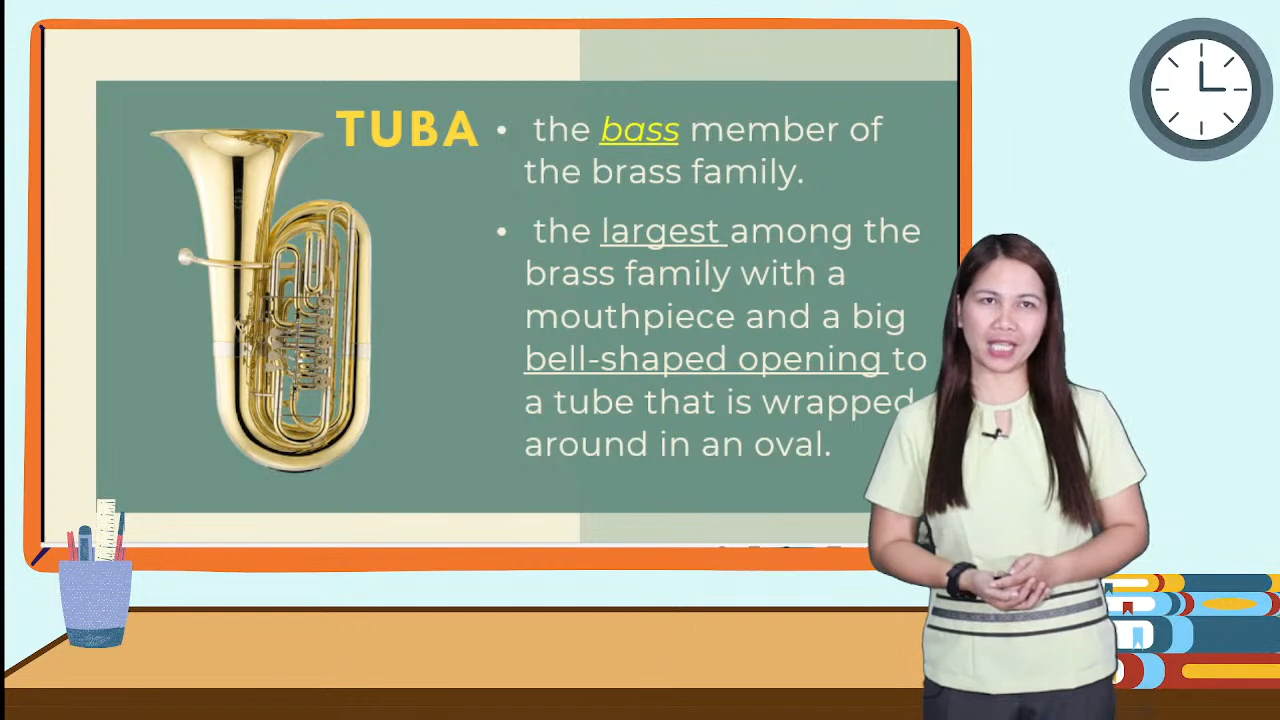 TUBA
• the bass member of
the brass family.
• the largest among the
brass family with a
mouthpiece and a big
bell-shaped opening to
a tube that is wrapped
around in an oval.